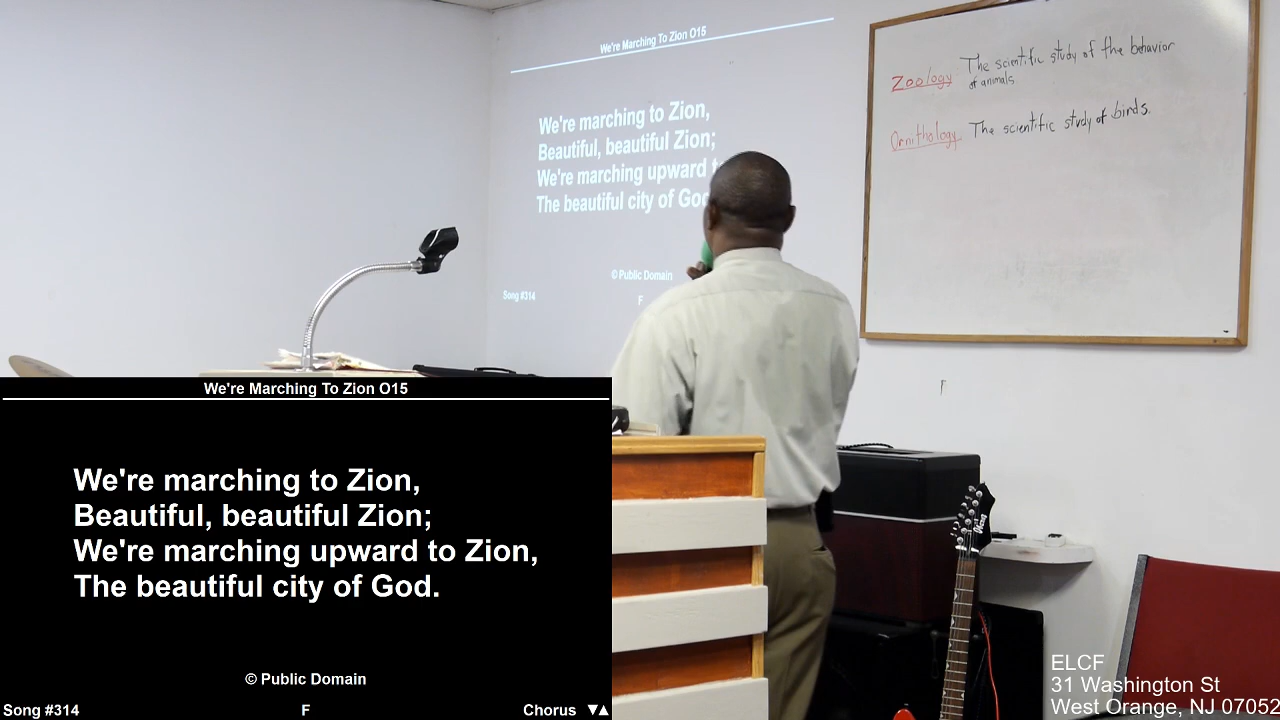 We're Marching To Zion O15
We're marching to Zion,
Beautiful, beautiful Zion;
We're marching upward
The beautiful city of God
© Public Domain
Song #314
F
Zoology The scientific study of the behavior
of animals.
Ornithology The scientific study of birds.
We're Marching To Zion O15
We're marching to Zion,
Beautiful, beautiful Zion;
We're marching upward to Zion,
The beautiful city of God.
© Public Domain
Song #314 F Chorus ▼▲
ELCF
31 Washington St
West Orange, NJ 07052